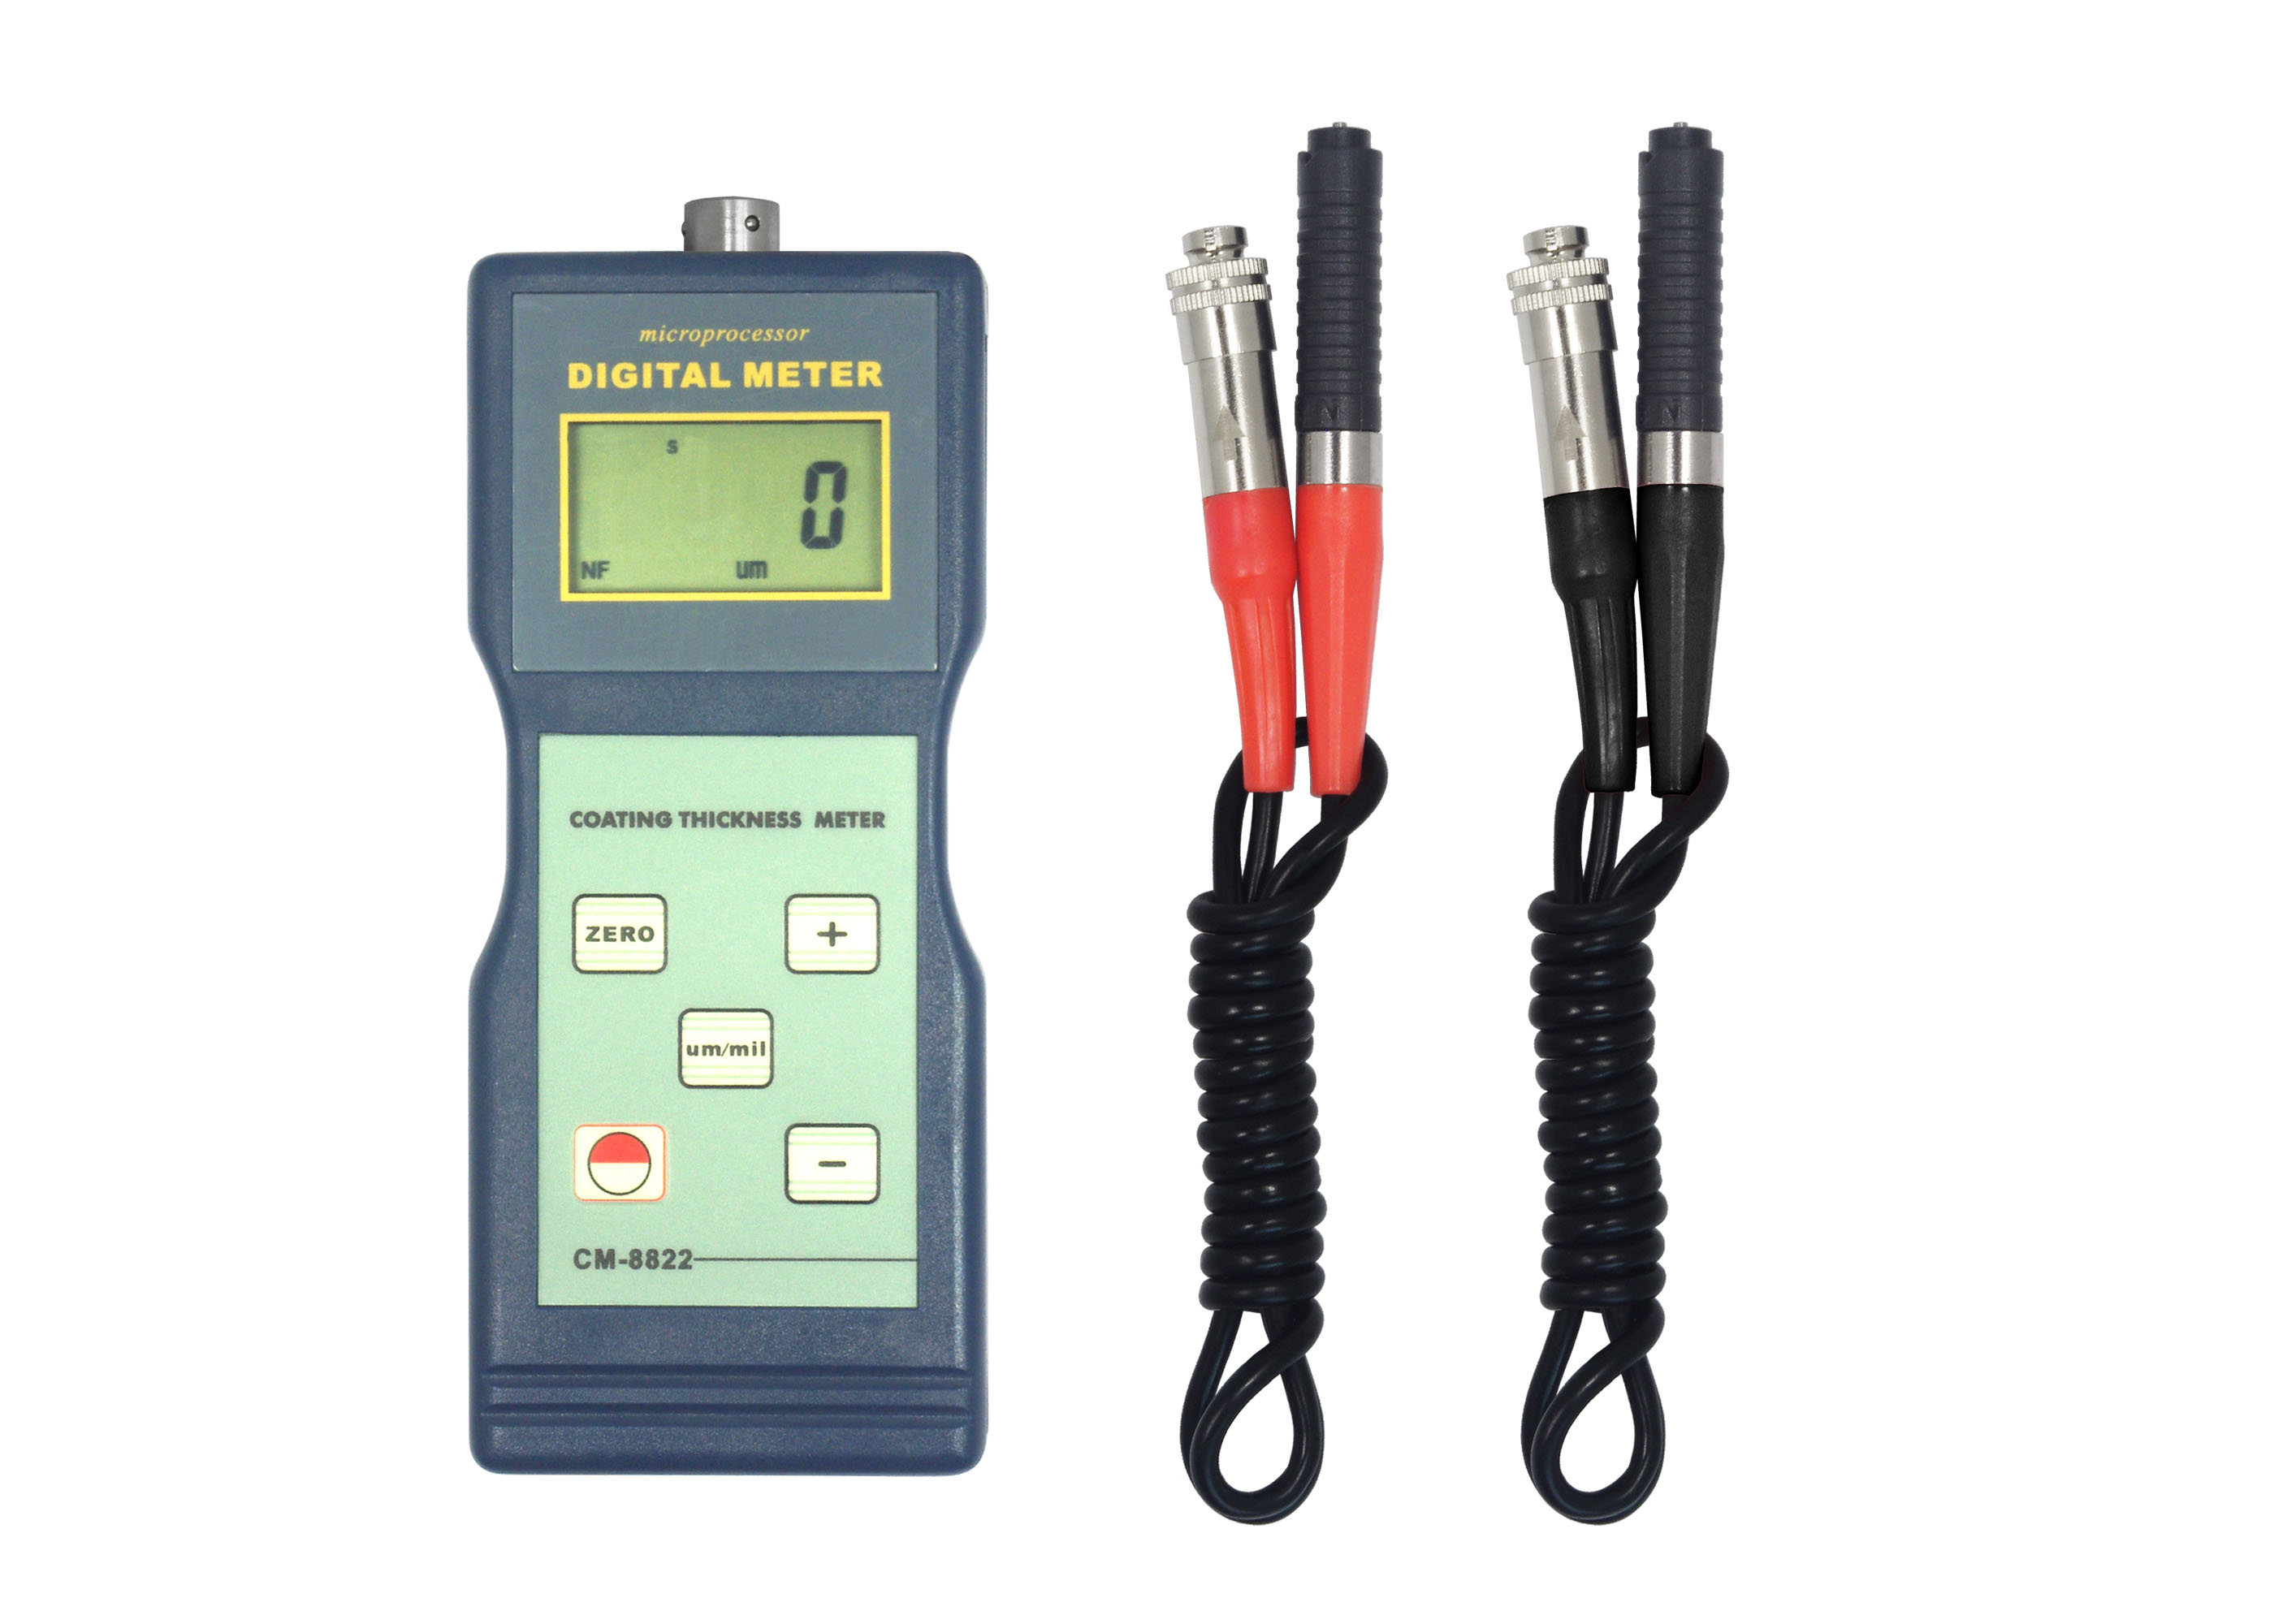 microprocessor
DIGITAL METER
S
0
NF um
COATING THICKNESS METER
ZERO +
um/mil
-
CM-8822
N
N